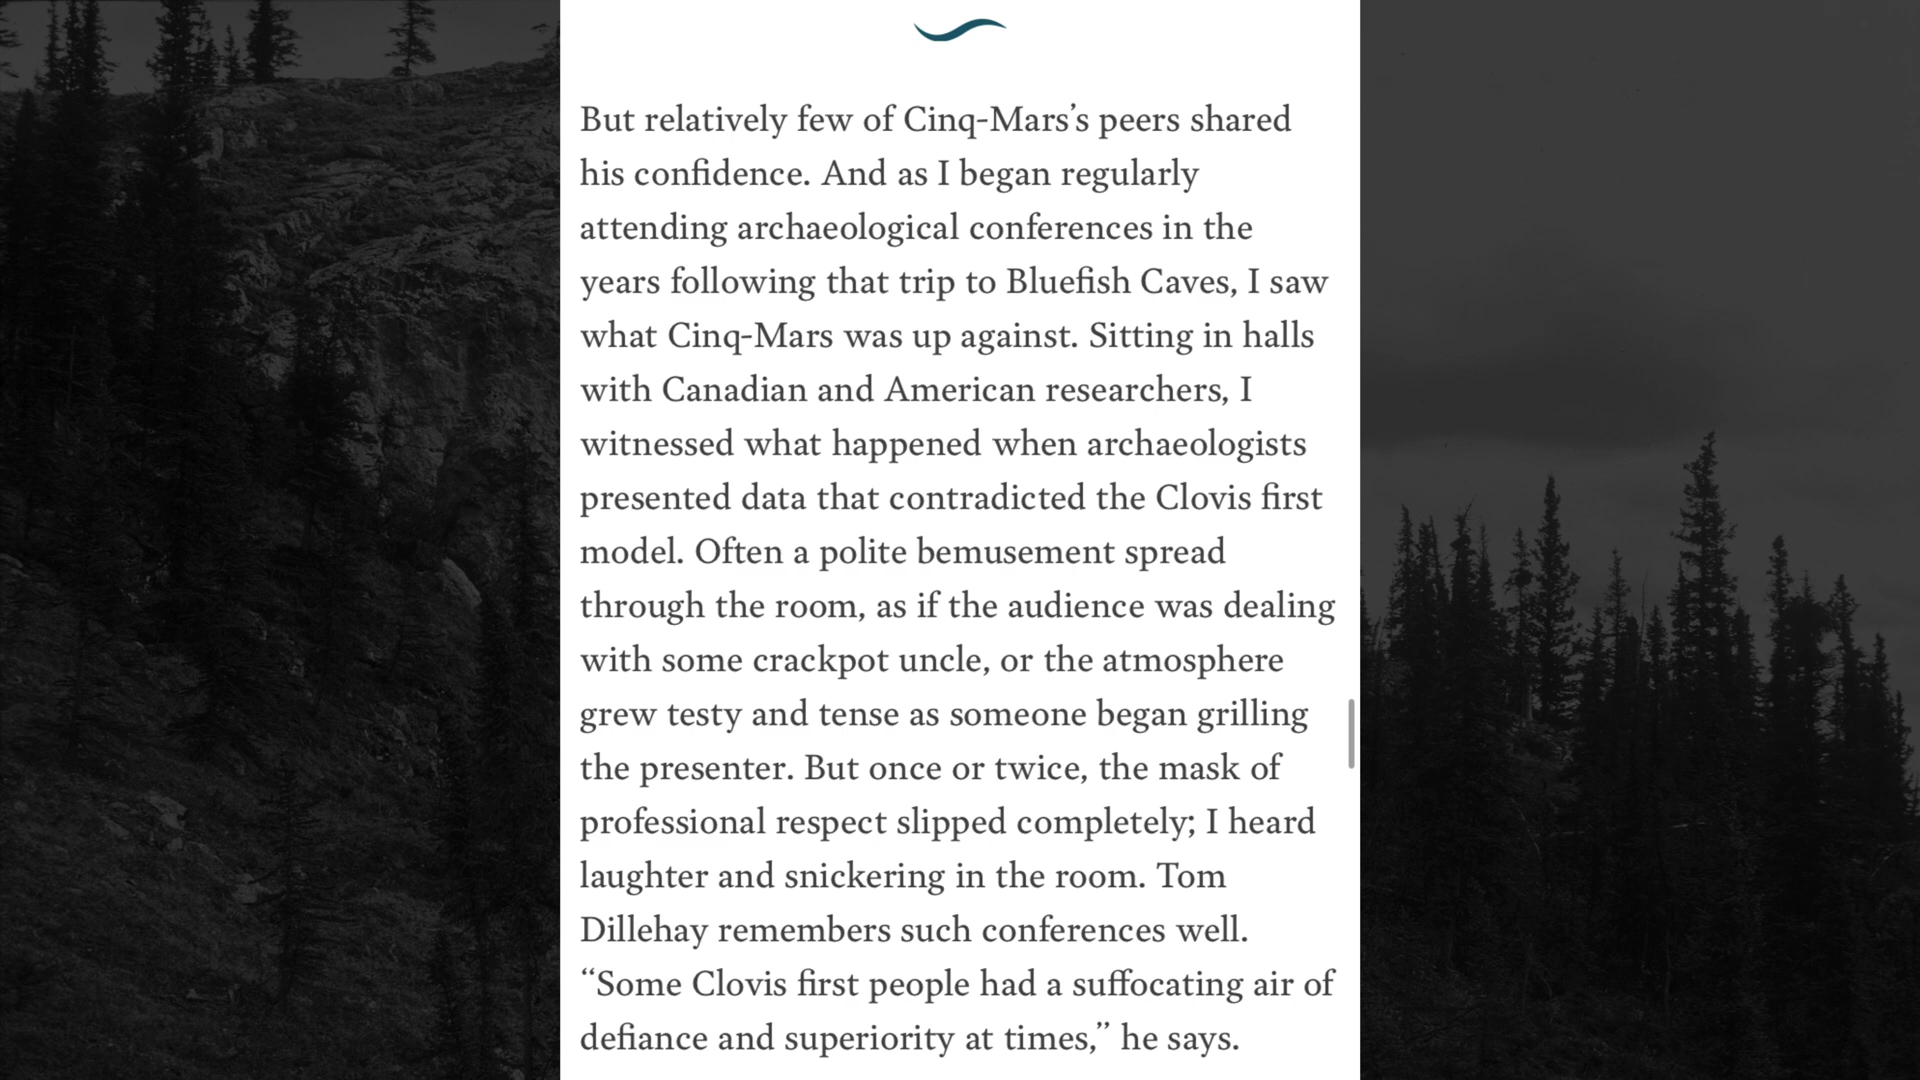 But relatively few of Cinq-Mars’s peers shared
his confidence. And as I began regularly
attending archaeological conferences in the
years following that trip to Bluefish Caves, I saw
what Cinq-Mars was up against. Sitting in halls
with Canadian and American researchers, I
witnessed what happened when archaeologists
presented data that contradicted the Clovis first
model. Often a polite bemusement spread
through the room, as if the audience was dealing
with some crackpot uncle, or the atmosphere
grew testy and tense as someone began grilling
the presenter. But once or twice, the mask of
professional respect slipped completely; I heard
laughter and snickering in the room. Tom
Dillehay remembers such conferences well.
“Some Clovis first people had a suffocating air of
defiance and superiority at times,” he says.